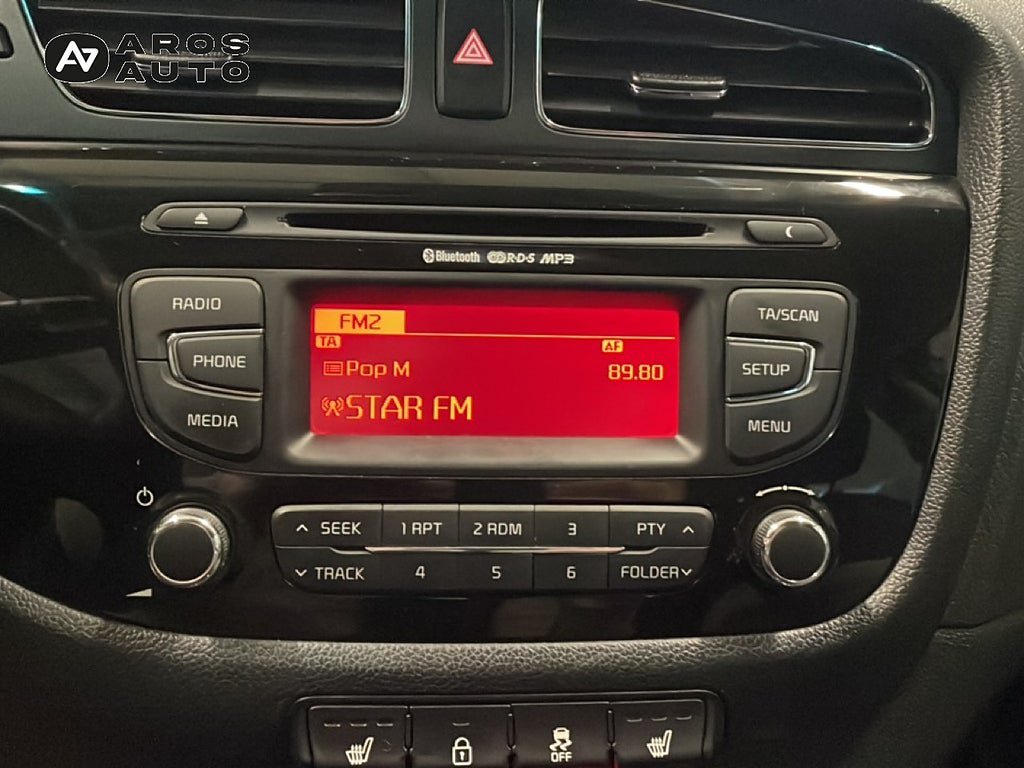 AROS
AUTO
Bluetooth R·D·S MP3
RADIO
PHONE
MEDIA
FM2
TA AF
Pop M 89.80
STAR FM
TA/SCAN
SETUP
MENU
SEEK 1 RPT 2 RDM 3 PTY
TRACK 4 5 6 FOLDER
OFF